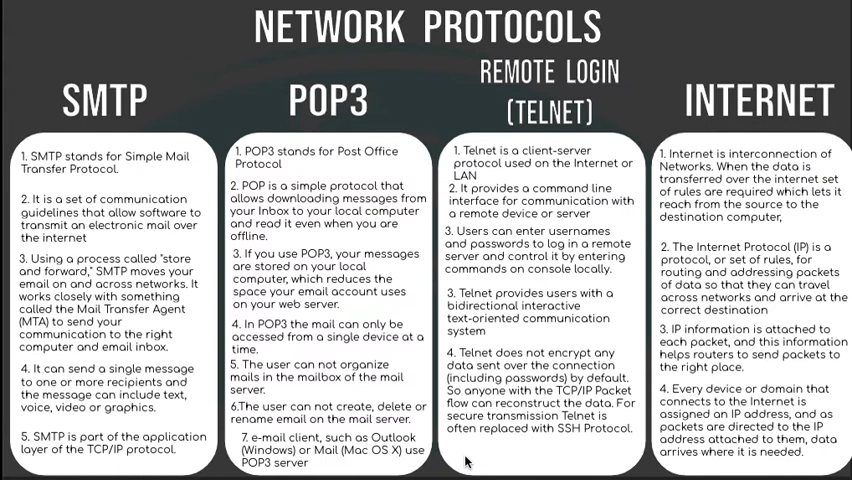 NETWORK PROTOCOLS
SMTP
1. SMTP stands for Simple Mail
Transfer Protocol.
2. It is a set of communication
guidelines that allow software to
transmit an electronic mail over
the internet
3. Using a process called "store
and forward," SMTP moves your
email on and across networks. It
works closely with something
called the Mail Transfer Agent
(MTA) to send your
communication to the right
computer and email inbox.
4. It can send a single message
to one or more recipients and
the message can include text,
voice, video or graphics.
5. SMTP is part of the application
layer of the TCP/IP protocol.
POP3
1. POP3 stands for Post Office
Protocol
2. POP is a simple protocol that
allows downloading messages from
your Inbox to your local computer
and read it even when you are
offline.
3. If you use POP3, your messages
are stored on your local
computer, which reduces the
space your email account uses
on your web server.
4. In POP3 the mail can only be
accessed from a single device at a
time.
5. The user can not organize
mails in the mailbox of the mail
server.
6.The user can not create, delete or
rename email on the mail server.
7. e-mail client, such as Outlook
(Windows) or Mail (Mac OS X) use
POP3 server
REMOTE LOGIN
(TELNET)
1. Telnet is a client-server
protocol used on the Internet or
LAN
2. It provides a command line
interface for communication with
a remote device or server
3. Users can enter usernames
and passwords to log in a remote
server and control it by entering
commands on console locally.
3. Telnet provides users with a
bidirectional interactive
text-oriented communication
system
4. Telnet does not encrypt any
data sent over the connection
(including passwords) by default.
So anyone with the TCP/IP Packet
flow can reconstruct the data. For
secure transmission Telnet is
often replaced with SSH Protocol.
INTERNET
1. Internet is interconnection of
Networks. When the data is
transferred over the internet set
of rules are required which lets it
reach from the source to the
destination computer,
2. The Internet Protocol (IP) is a
protocol, or set of rules, for
routing and addressing packets
of data so that they can travel
across networks and arrive at the
correct destination
3. IP information is attached to
each packet, and this information
helps routers to send packets to
the right place.
4. Every device or domain that
connects to the Internet is
assigned an IP address, and as
packets are directed to the IP
address attached to them, data
arrives where it is needed.